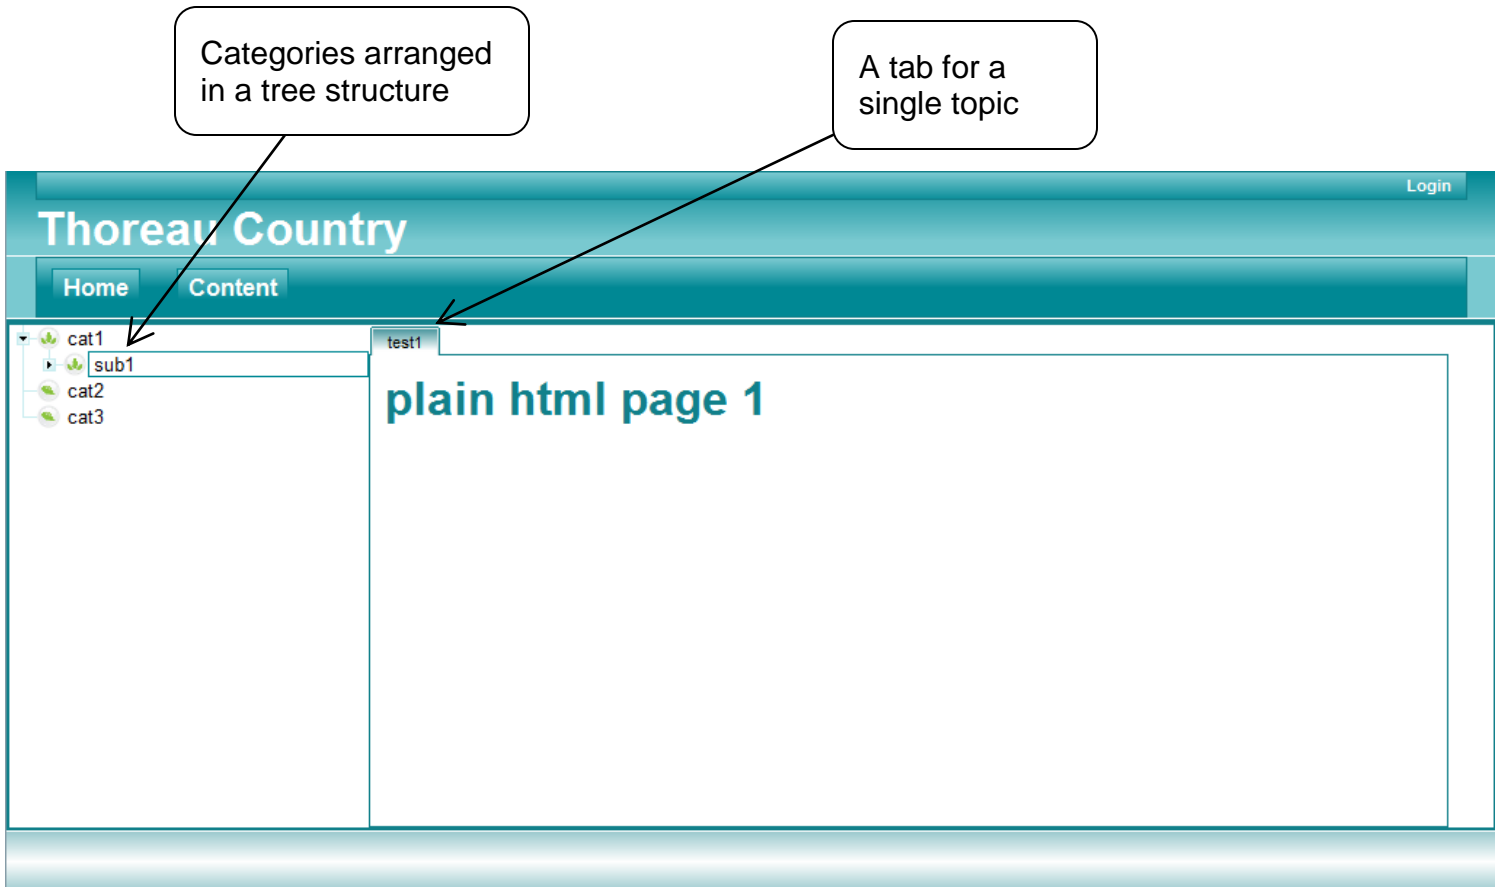 Categories arranged
in a tree structure
A tab for a
single topic
Login
Thoreau Country
Home Content
cat1
sub1
cat2
cat3
test1
plain html page 1